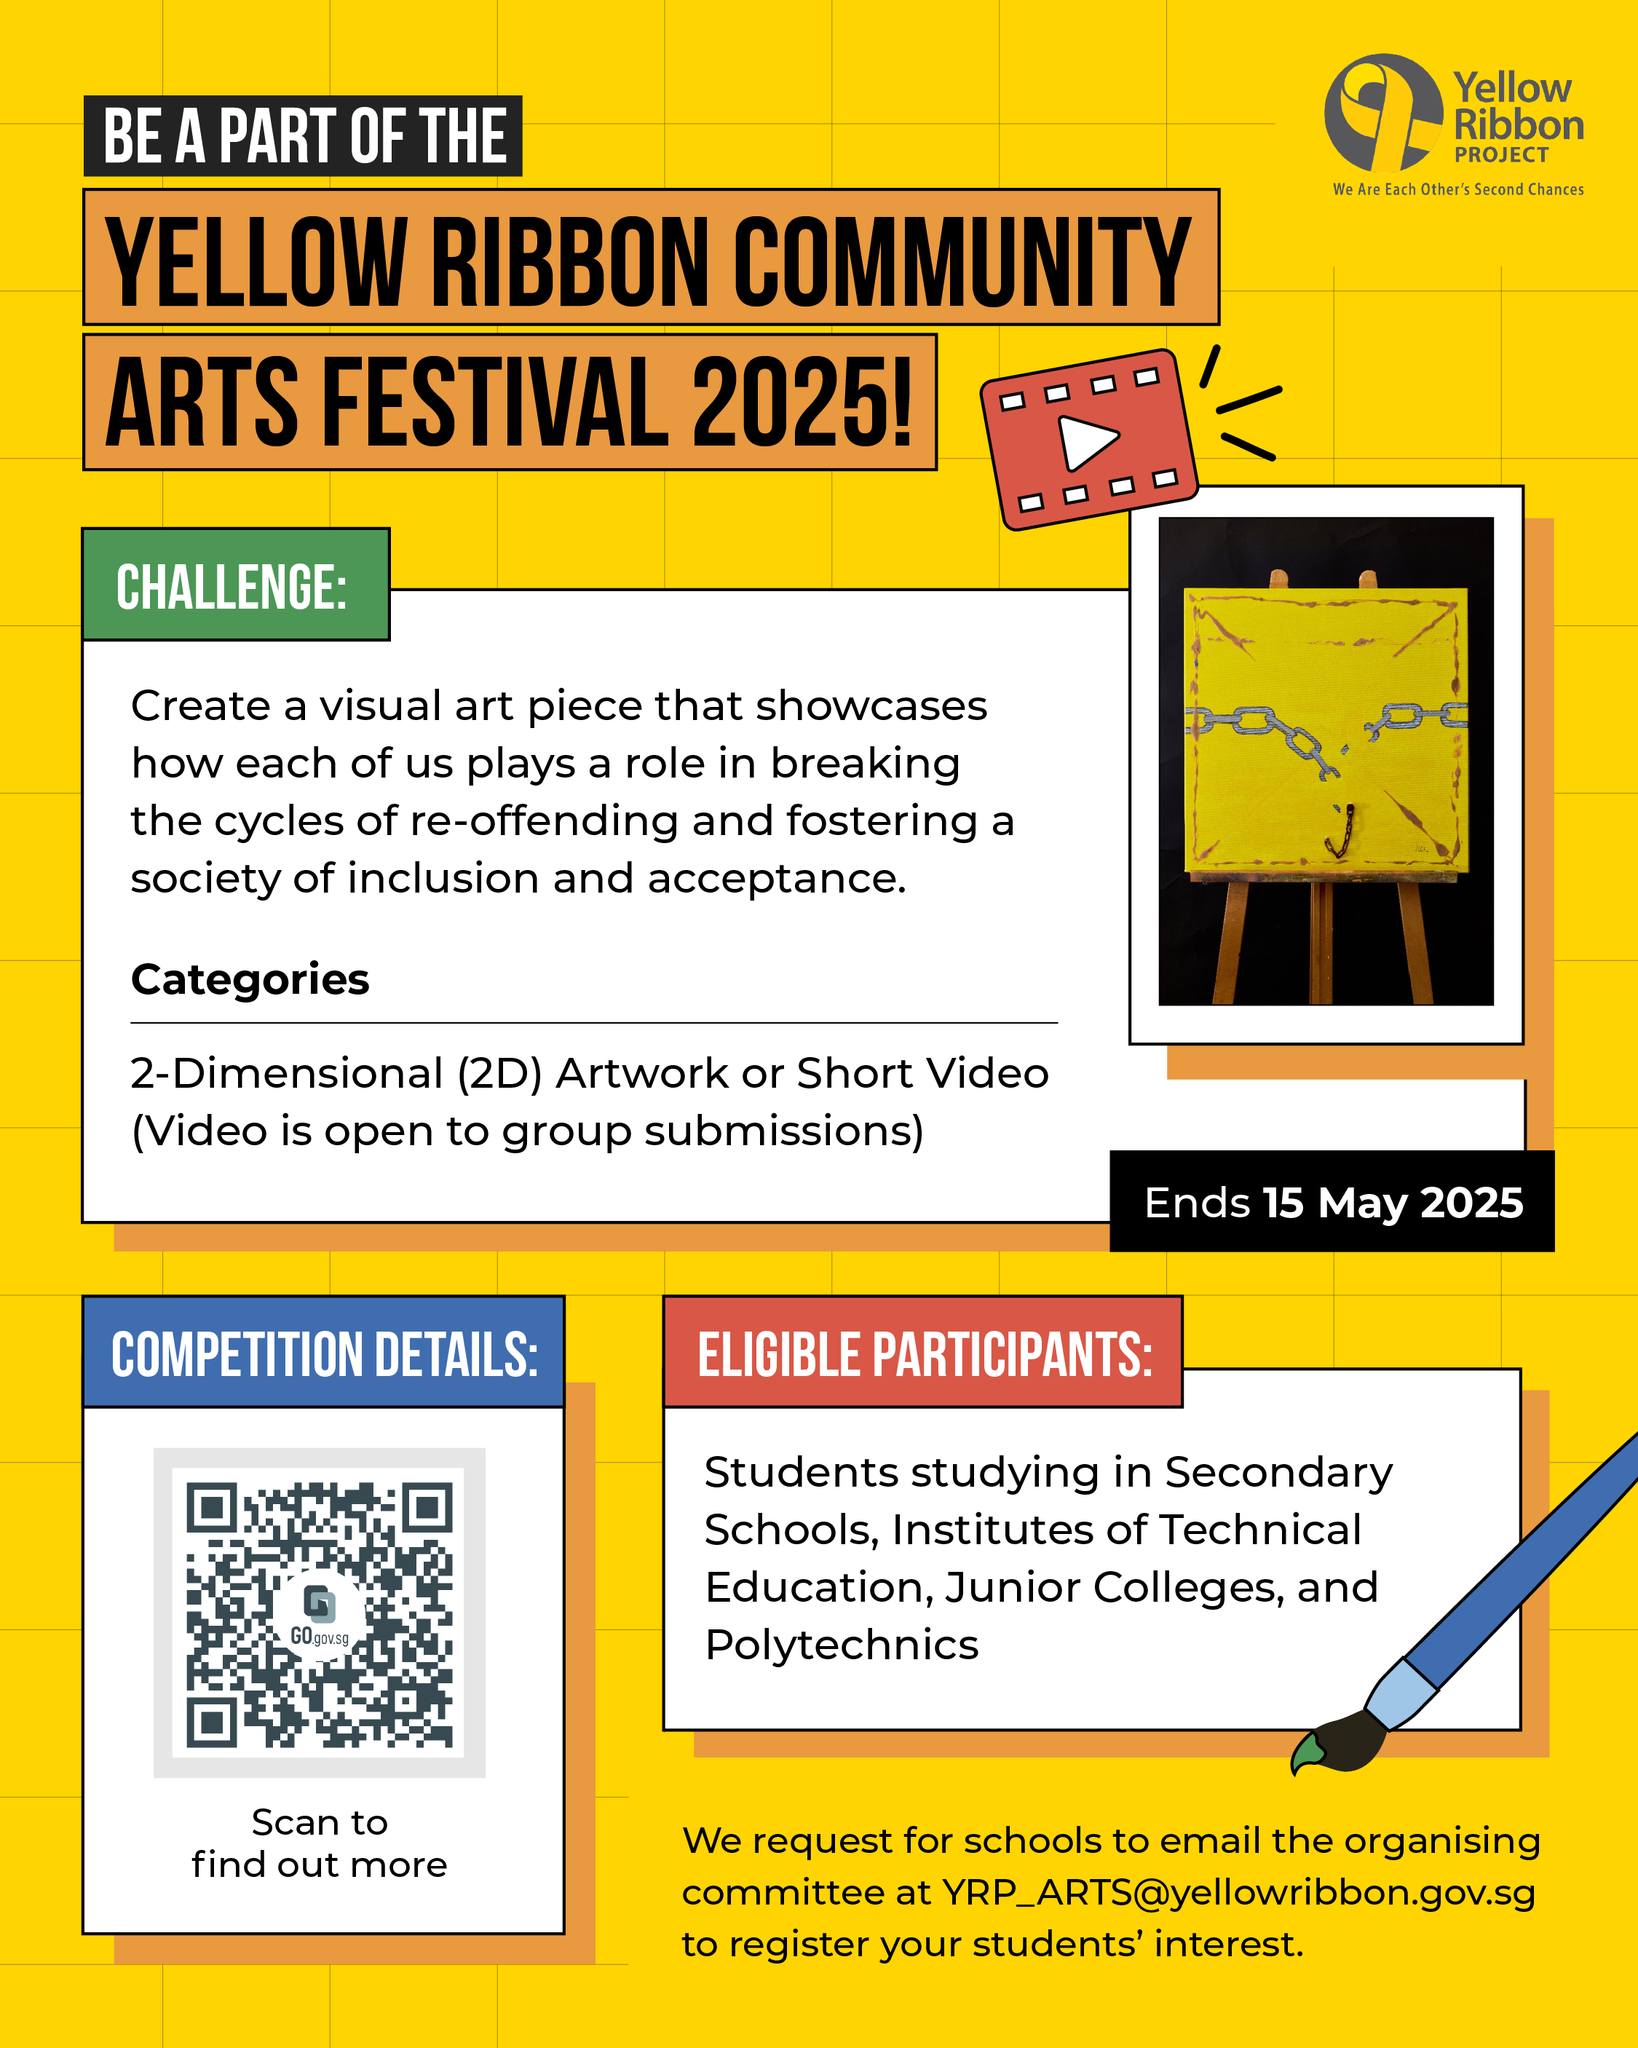 Yellow
Ribbon
PROJECT
We Are Each Other's Second Chances
BE A PART OF THE
YELLOW RIBBON COMMUNITY
ARTS FESTIVAL 2025!
CHALLENGE:
Create a visual art piece that showcases
how each of us plays a role in breaking
the cycles of re-offending and fostering a
society of inclusion and acceptance.
Categories
2-Dimensional (2D) Artwork or Short Video
(Video is open to group submissions)
Ends 15 May 2025
COMPETITION DETAILS:
GO.gov.sg
Scan to
find out more
ELIGIBLE PARTICIPANTS:
Students studying in Secondary
Schools, Institutes of Technical
Education, Junior Colleges, and
Polytechnics
We request for schools to email the organising
committee at YRP_ARTS@yellowribbon.gov.sg
to register your students’ interest.